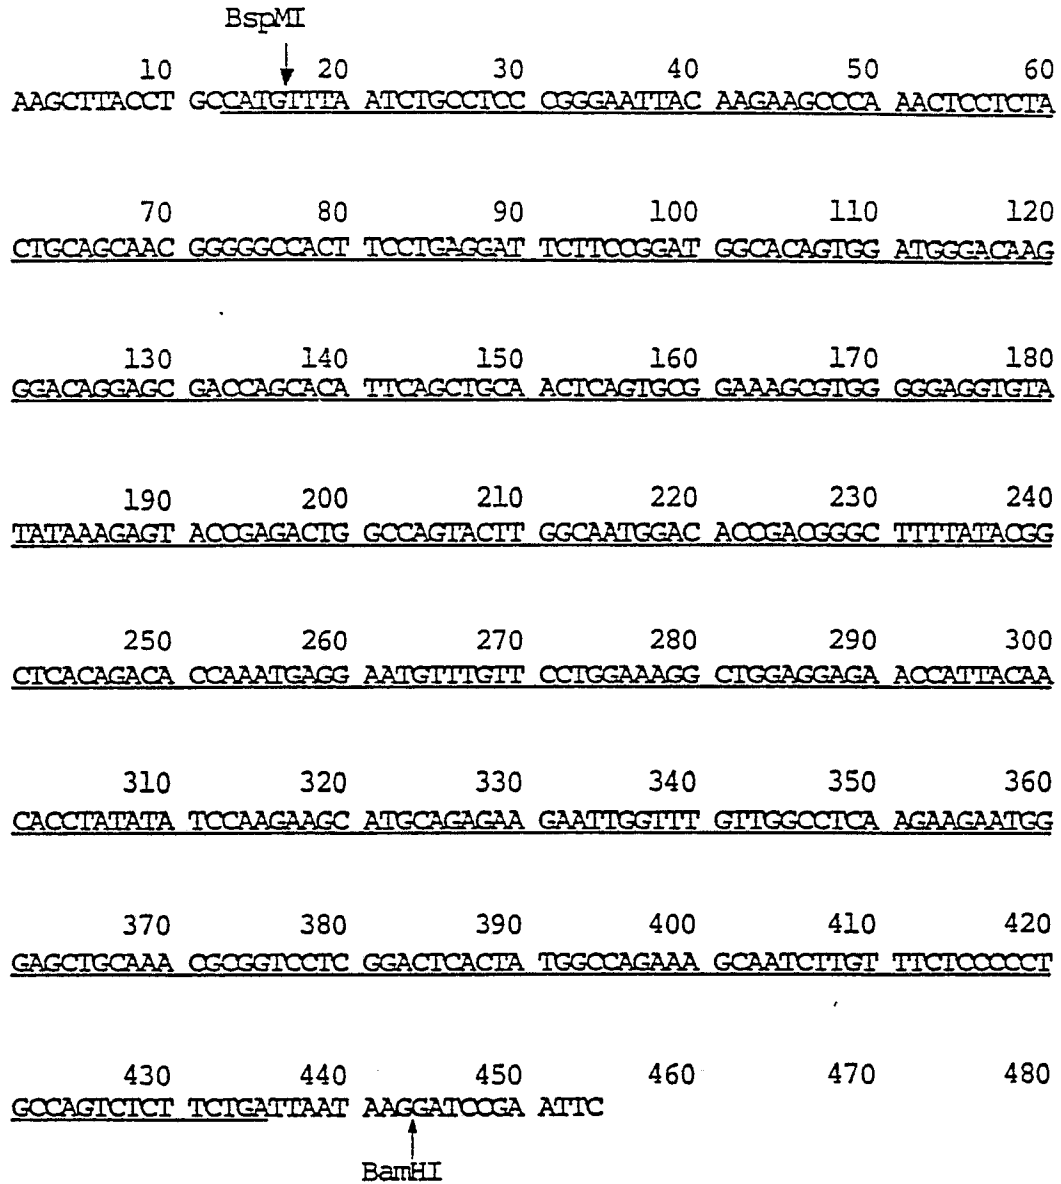 BspMI
10 20 30 40 50 60
AAGCTTACCT GCCATGTTTA ATCTGCCTCC CGGGAATTAC AAGAAGCCCA AACTCCTCTA
70 80 90 100 110 120
CTGCAGCAAC GGGGGCCACT TCCTGAGGAT TCTTCCGGAT GGCACAGTGG ATGGGACAAG
130 140 150 160 170 180
GGACAGGAGC GACCAGCACA TTCAGCTGCA ACTCAGTGCG GAAAGCGTGG GGGAGGTGTA
190 200 210 220 230 240
TATAAAGAGT ACCGAGACTG GCCAGTACTT GGCAATGGAC ACCGACGGGC TTTTATACGG
250 260 270 280 290 300
CTCACAGACA CCAAATGAGG AATGTTTGTT CCTGGAAAGG CTGGAGGAGA ACCATTACAA
310 320 330 340 350 360
CACCTATATA TCCAAGAAGC ATGCAGAGAA GAATTGGTTT GTTGGCCTCA AGAAGAATGG
370 380 390 400 410 420
GAGCTGCAAA CGCGGTCCTC GGACTCACTA TGGCCAGAAA GCAATCTTGT TTCTCCCCCT
430 440 450 460 470 480
GCCAGTCTCT TCTGATTAAT AAGGATCCGA ATTC
BamHI